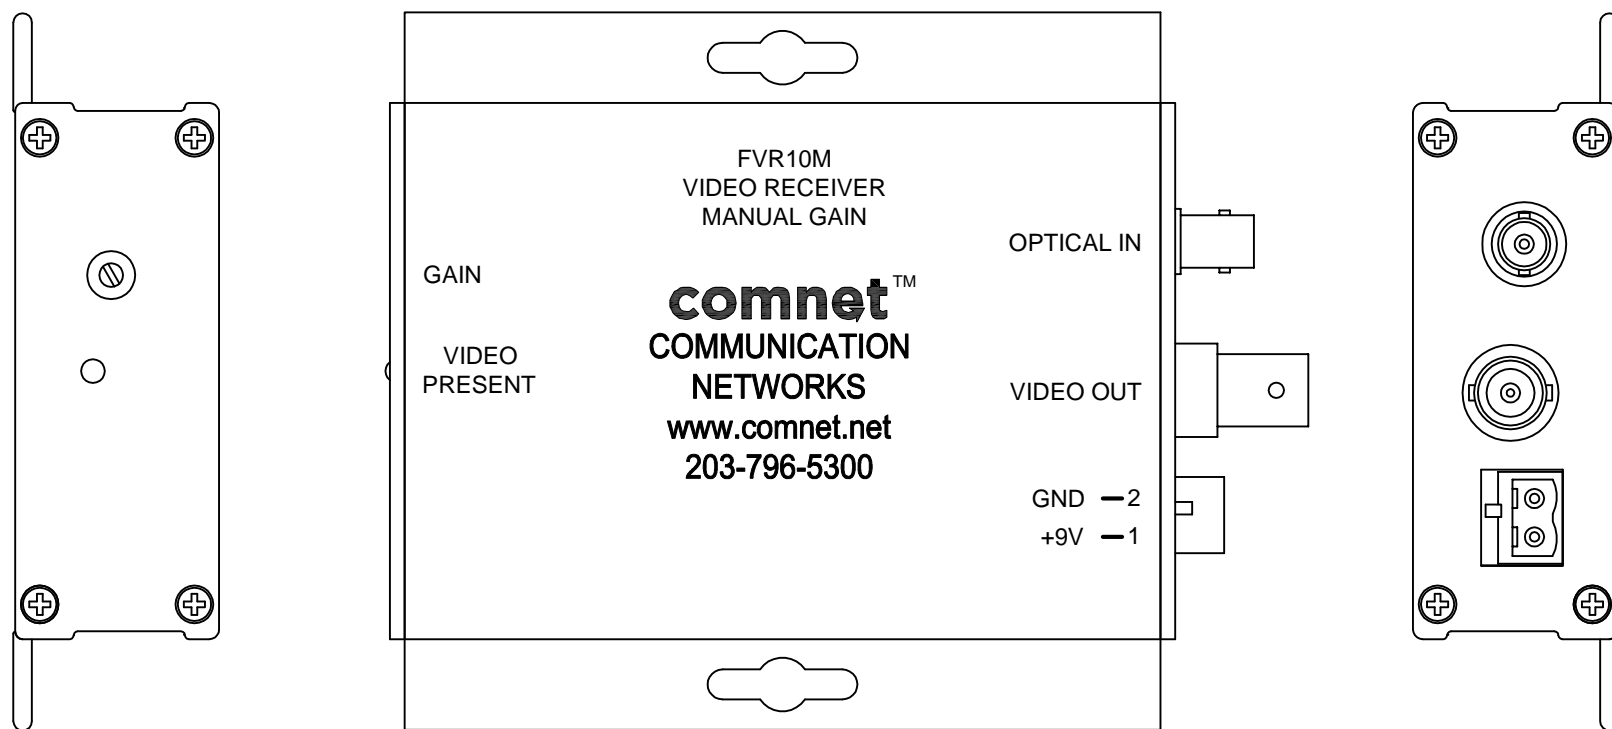 FVR10M
VIDEO RECEIVER
MANUAL GAIN
OPTICAL IN
GAIN
comnet™
COMMUNICATION
NETWORKS
www.comnet.net
203-796-5300
VIDEO
PRESENT
VIDEO OUT
GND 2
+9V 1